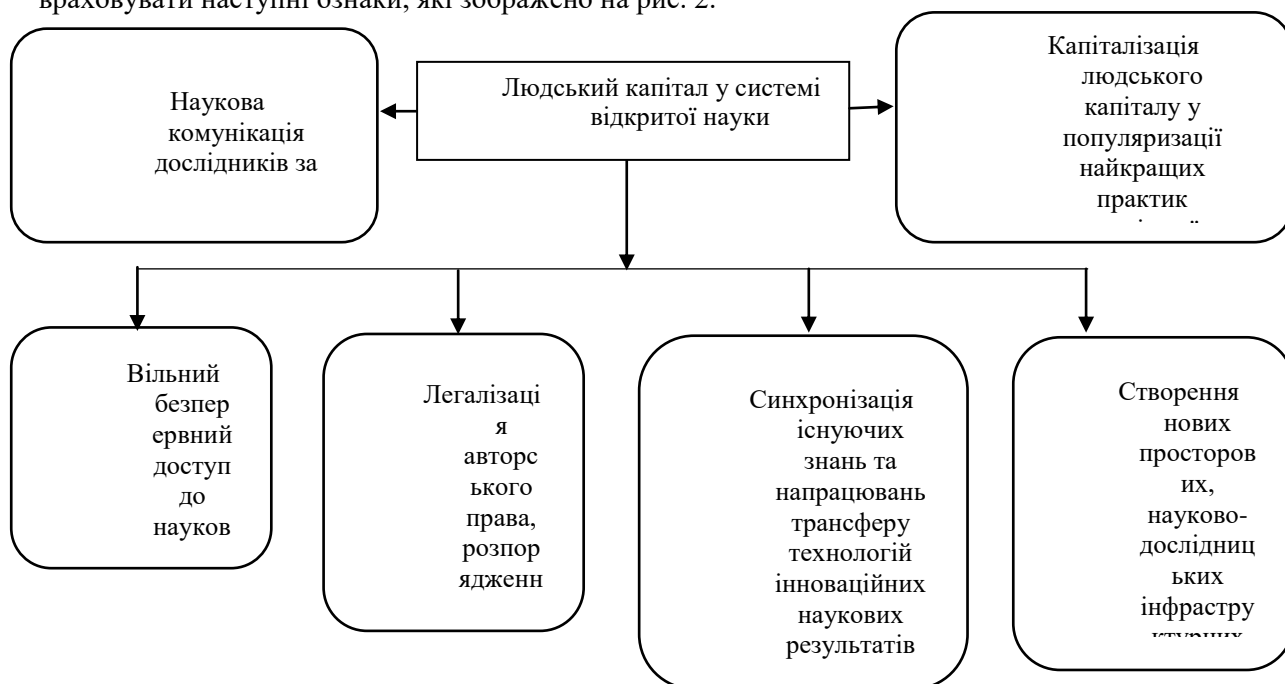 враховувати наступні ознаки, які зображено на рис. 2.
Наукова
комунікація
дослідників за
Людський капітал у системі
відкритої науки
Капіталізація
людського
капіталу у
популяризації
найкращих
практик
Вільний
безпер
ервний
доступ
до
науков
Легалізаці
я
авторс
ького
права,
розпор
ядженн
Синхронізація
існуючих
знань та
напрацювань
трансферу
технологій
інноваційних
наукових
результатів
Створення
нових
просторов
их,
науково-
дослідниц
ьких
інфрастру
ктурних